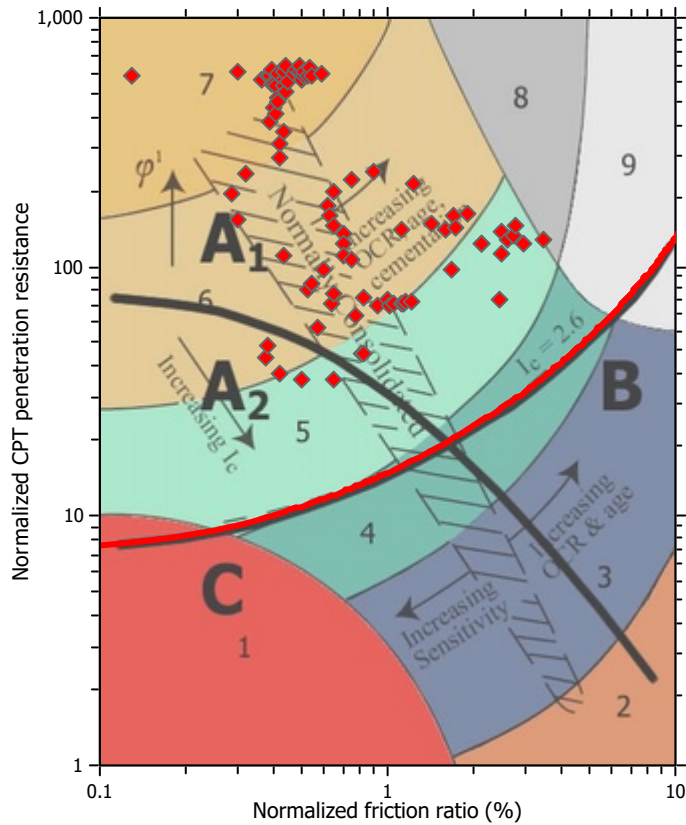 1,000
100
10
1
Normalized CPT penetration resistance
7
8
9
φ¹
A₁
Normally Consolidated
Increasing
OCR, age,
cementation
6
A₂
Increasing Ic
5
Ic = 2.6
B
4
C
1
Increasing
OCR & age
3
Increasing
Sensitivity
2
0.1
1
10
Normalized friction ratio (%)